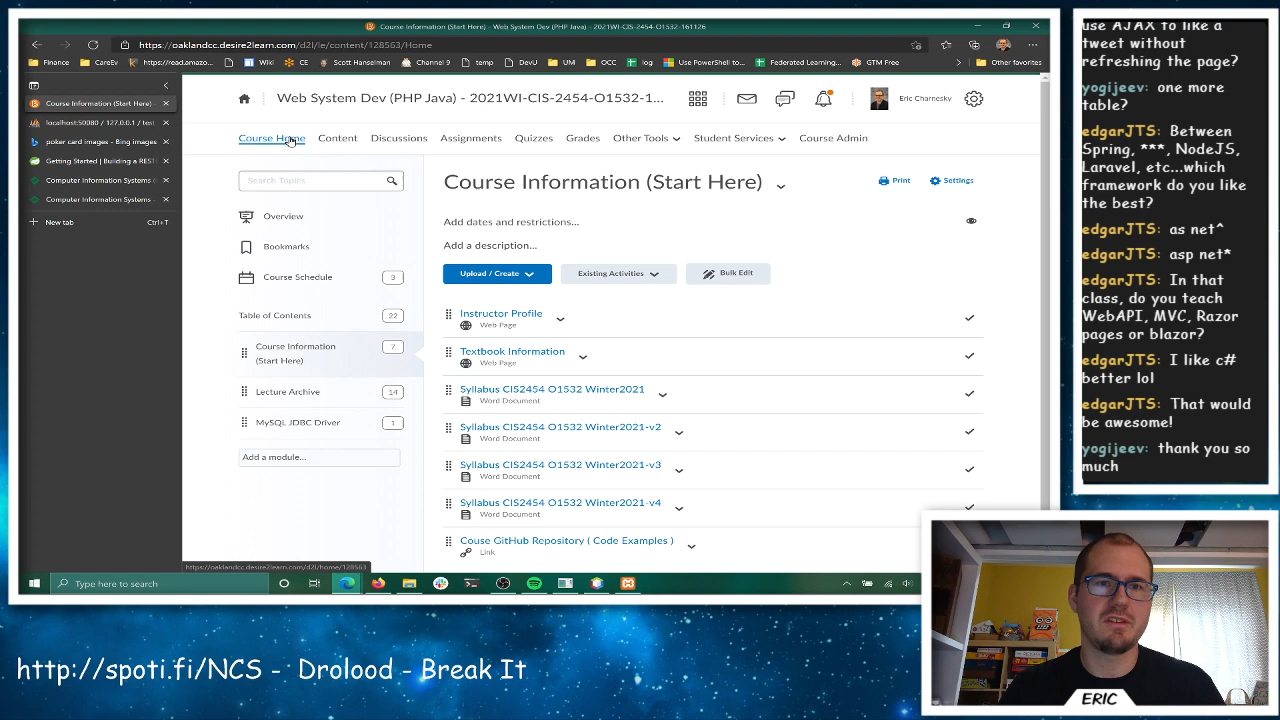 Course Information (Start Here) - Web System Dev (PHP Java) - 2021WI-CIS-2454-O1532-161126
https://oaklandcc.desire2learn.com/d2l/le/content/128563/Home
Finance
CareEv
https://read.amazo...
Wiki
CE
Scott Hanselman
Channel 9
temp
DevU
UM
OCC
log
Use PowerShell to...
Federated Learning...
GTM Free
Other favorites
Course Information (Start Here) -
localhost:50080 / 127.0.0.1 / test
poker card images - Bing images
Getting Started | Building a REST
Computer Information Systems
Computer Information Systems -
New tab
Ctrl+T
Web System Dev (PHP Java) - 2021WI-CIS-2454-O1532-1...
Eric Charnesky
Course Home
Content
Discussions
Assignments
Quizzes
Grades
Other Tools
Student Services
Course Admin
Search Topics
Overview
Bookmarks
Course Schedule
3
Table of Contents
22
Course Information
(Start Here)
7
Lecture Archive
14
MySQL JDBC Driver
1
Add a module...
Course Information (Start Here)
Print
Settings
Add dates and restrictions...
Add a description...
Upload / Create
Existing Activities
Bulk Edit
Instructor Profile
Web Page
Textbook Information
Web Page
Syllabus CIS2454 O1532 Winter2021
Word Document
Syllabus CIS2454 O1532 Winter2021-v2
Word Document
Syllabus CIS2454 O1532 Winter2021-v3
Word Document
Syllabus CIS2454 O1532 Winter2021-v4
Word Document
Couse GitHub Repository ( Code Examples )
Link
https://oaklandcc.desire2learn.com/d2l/home/128563
Type here to search
use AJAX to like a
tweet without
refreshing the page?
yogijeev: one more
table?
edgarJTS: Between
Spring, ***, NodeJS,
Laravel, etc...which
framework do you like
the best?
edgarJTS: as net^
edgarJTS: asp net*
edgarJTS: In that
class, do you teach
WebAPI, MVC, Razor
pages or blazor?
edgarJTS: I like c#
better lol
edgarJTS: That would
be awesome!
yogijeev: thank you so
much
ERIC
http://spoti.fi/NCS - Drolood - Break It